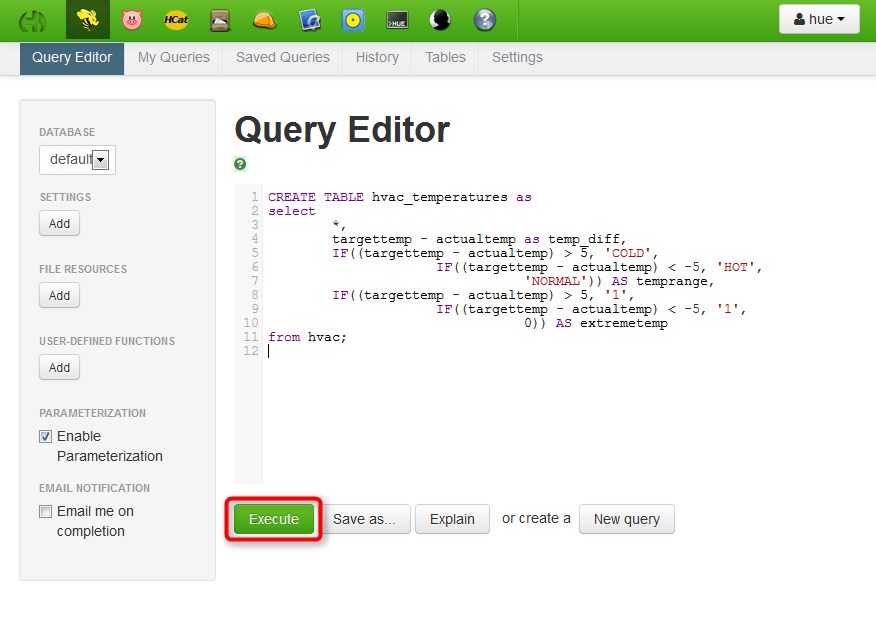 HCat
HUE
?
hue
Query Editor My Queries Saved Queries History Tables Settings
DATABASE
default
SETTINGS
Add
FILE RESOURCES
Add
USER-DEFINED FUNCTIONS
Add
PARAMETERIZATION
Enable
Parameterization
EMAIL NOTIFICATION
Email me on
completion
Query Editor
?
1 CREATE TABLE hvac_temperatures as
2 select
3 *,
4 targettemp - actualtemp as temp_diff,
5 IF((targettemp - actualtemp) > 5, 'COLD',
6 IF((targettemp - actualtemp) < -5, 'HOT',
7 'NORMAL')) AS temprange,
8 IF((targettemp - actualtemp) > 5, '1',
9 IF((targettemp - actualtemp) < -5, '1',
10 0)) AS extremetemp
11 from hvac;
12
Execute Save as... Explain or create a New query